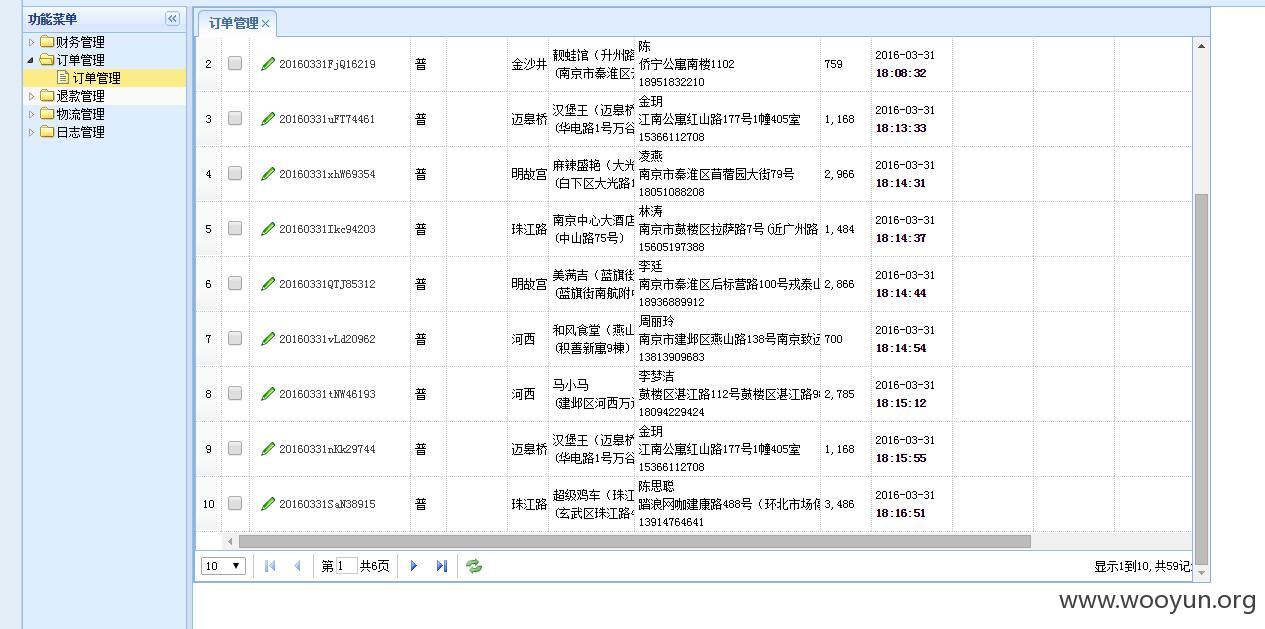 功能菜单
财务管理
订单管理
订单管理
退款管理
物流管理
日志管理
订单管理
2 20160331FjQ16219 普 金沙井 靓蛙馆（升州路 (南京市秦淮区 陈 侨宁公寓南楼1102 18951832210 759 2016-03-31 18:08:32
3 20160331uFT74461 普 迈皋桥 汉堡王（迈皋桥 (华电路1号万谷 金玥 江南公寓红山路177号1幢405室 15366112708 1,168 2016-03-31 18:13:33
4 20160331xhW69354 普 明故宫 麻辣盛艳（大光 (白下区大光路1 凌燕 南京市秦淮区苜蓿园大街79号 18051088208 2,966 2016-03-31 18:14:31
5 20160331Ikc94203 普 珠江路 南京中心大酒店 (中山路75号) 林涛 南京市鼓楼区拉萨路7号(近广州路 15605197388 1,484 2016-03-31 18:14:37
6 20160331QTJ85312 普 明故宫 美满吉（蓝旗街 (蓝旗街南航附中 李廷 南京市秦淮区后标营路100号戎泰山 18936889912 2,866 2016-03-31 18:14:44
7 20160331vLd20962 普 河西 和风食堂（燕山 (积善新寓9棟) 周丽玲 南京市建邺区燕山路138号南京致远 13813909683 700 2016-03-31 18:14:54
8 20160331tNW46193 普 河西 马小马 (建邺区河西万达 李梦洁 鼓楼区湛江路112号鼓楼区湛江路98 18094229424 2,785 2016-03-31 18:15:12
9 20160331nKk29744 普 迈皋桥 汉堡王（迈皋桥 (华电路1号万谷 金玥 江南公寓红山路177号1幢405室 15366112708 1,168 2016-03-31 18:15:55
10 20160331SaN38915 普 珠江路 超级鸡车（珠江 (玄武区珠江路4 陈思聪 踏浪网咖建康路488号（环北市场 13914764641 3,486 2016-03-31 18:16:51
10 第 1 共6页 显示1到10,共59记
www.wooyun.org